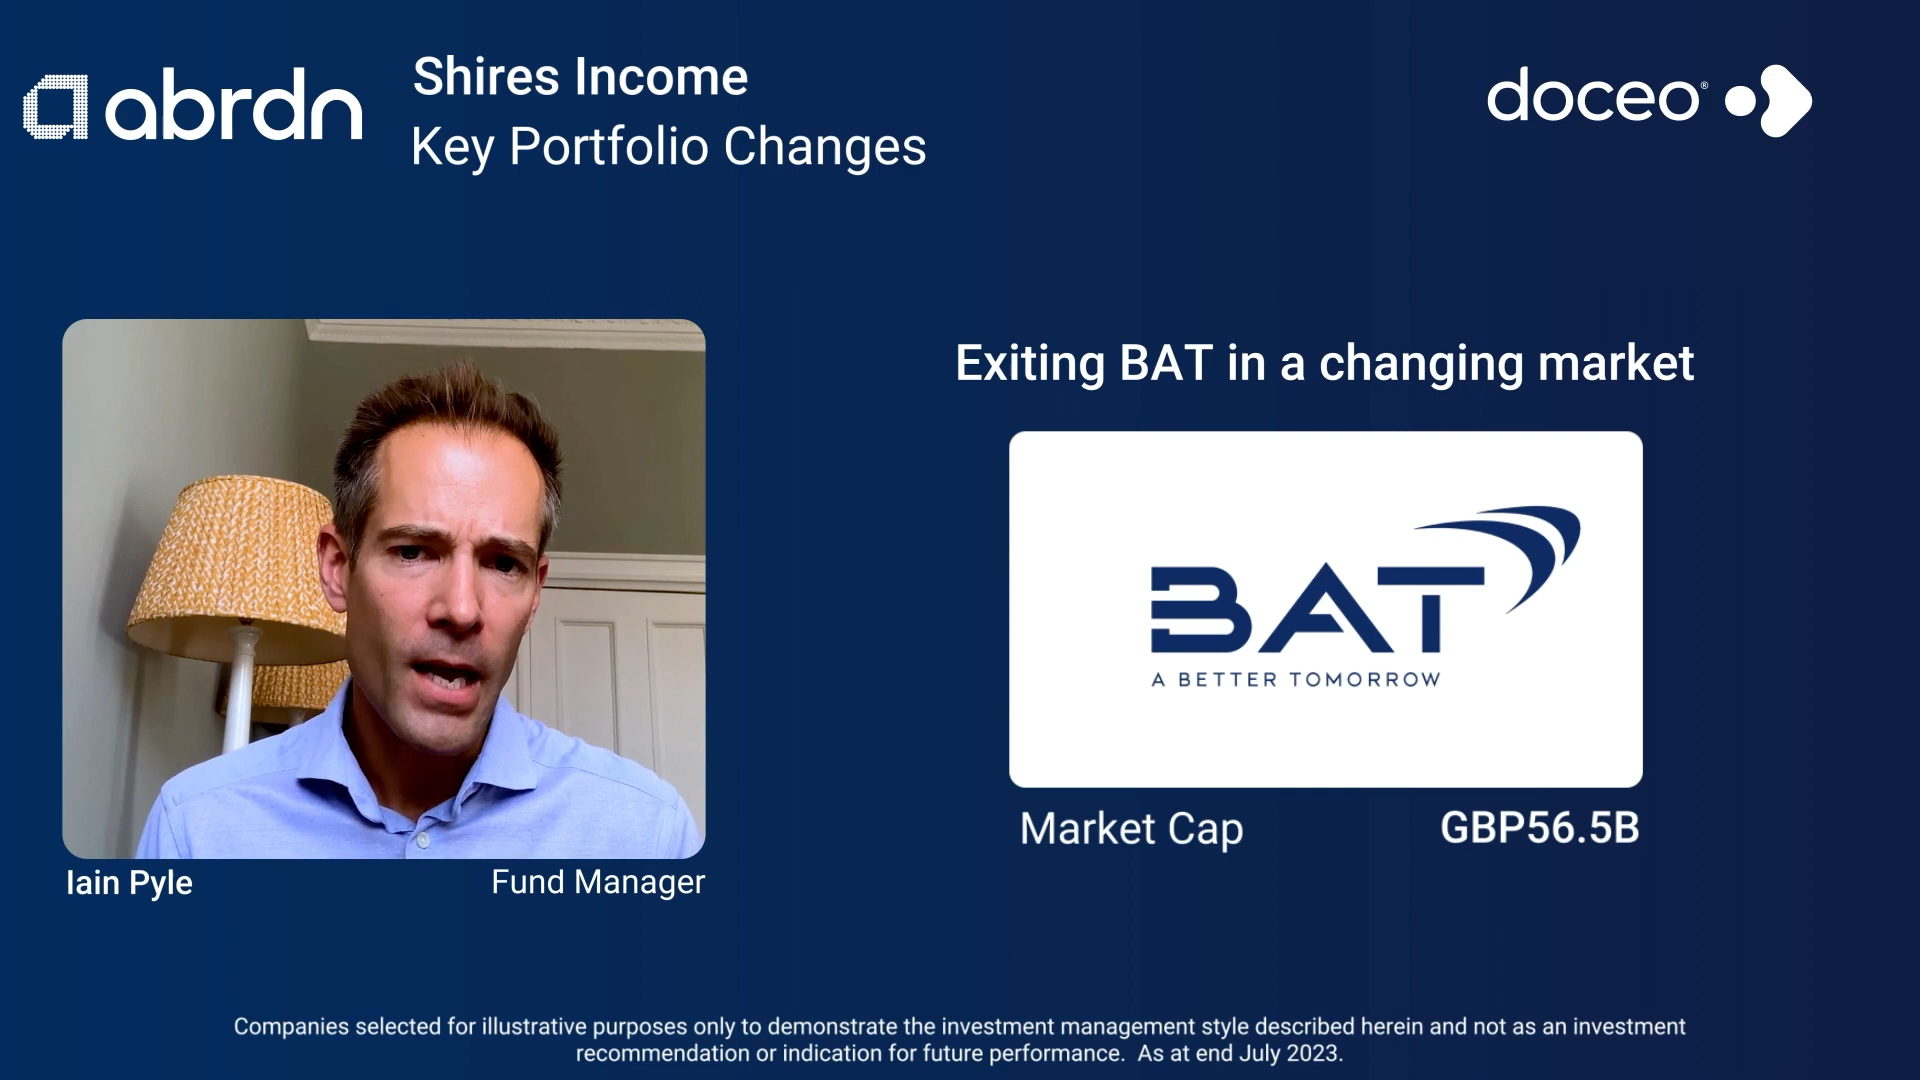 abrdn
Shires Income
Key Portfolio Changes
doceo®
Exiting BAT in a changing market
BAT
A BETTER TOMORROW
Market Cap GBP56.5B
Iain Pyle Fund Manager
Companies selected for illustrative purposes only to demonstrate the investment management style described herein and not as an investment
recommendation or indication for future performance. As at end July 2023.